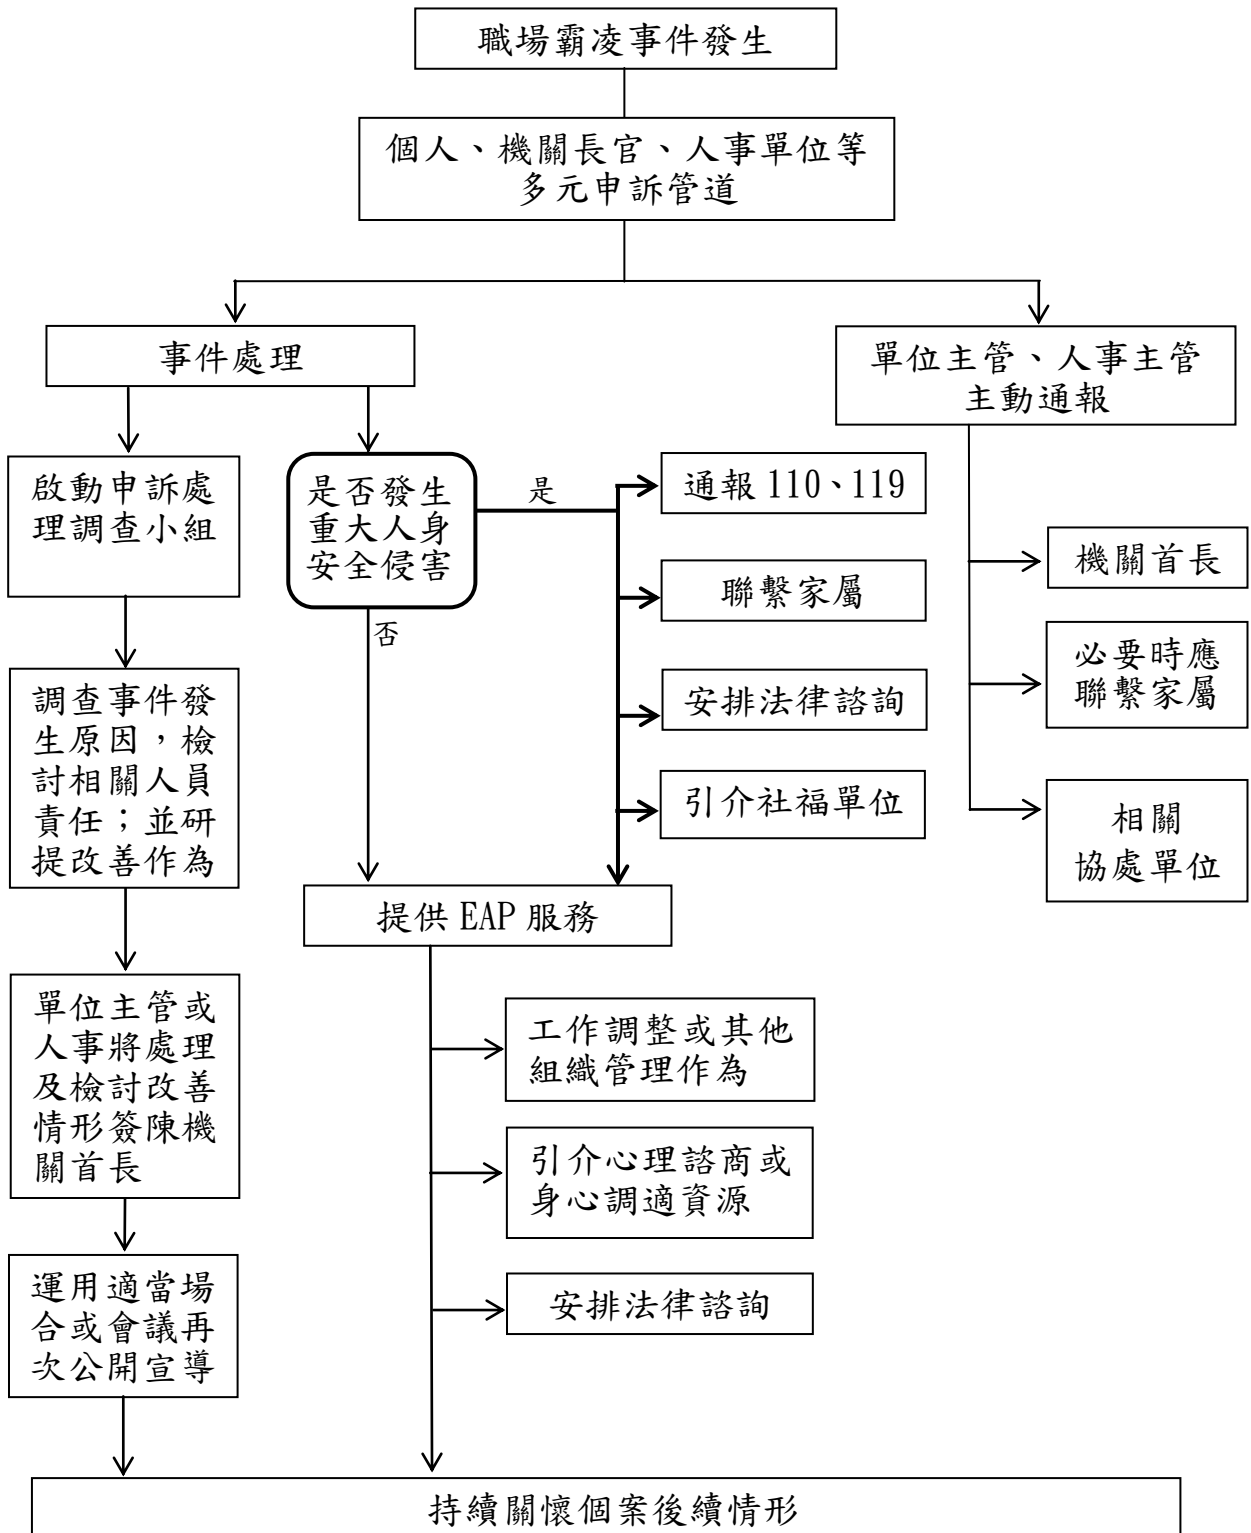 職場霸凌事件發生
個人、機關長官、人事單位等
多元申訴管道
事件處理
單位主管、人事主管
主動通報
啟動申訴處
理調查小組
是否發生
重大人身
安全侵害
是
否
通報 110、119
聯繫家屬
安排法律諮詢
引介社福單位
機關首長
必要時應
聯繫家屬
相關
協處單位
調查事件發
生原因，檢
討相關人員
責任；並研
提改善作為
提供 EAP 服務
單位主管或
人事將處理
及檢討改善
情形簽陳機
關首長
工作調整或其他
組織管理作為
引介心理諮商或
身心調適資源
安排法律諮詢
運用適當場
合或會議再
次公開宣導
持續關懷個案後續情形